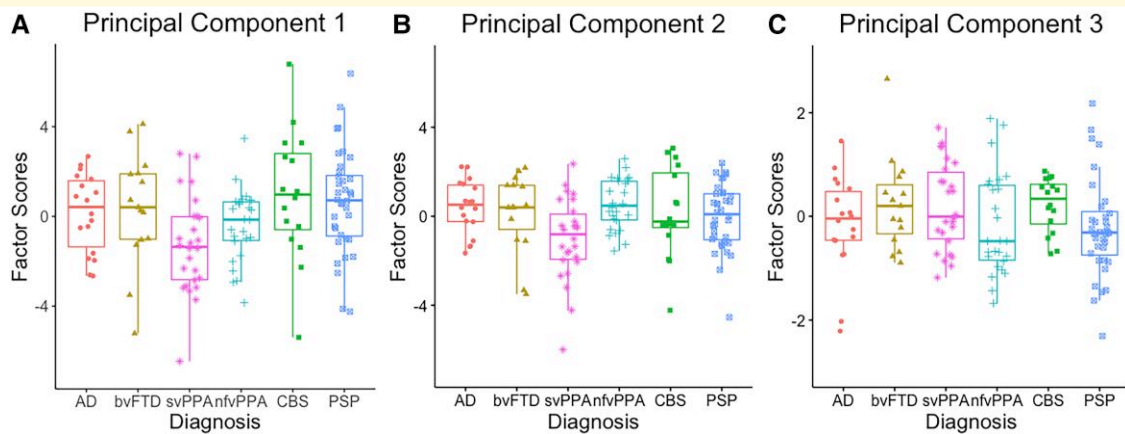 A Principal Component 1
Factor Scores
4
0
-4
AD bvFTD svPPA nfvPPA CBS PSP
Diagnosis
B Principal Component 2
Factor Scores
4
0
-4
AD bvFTD svPPA nfvPPA CBS PSP
Diagnosis
C Principal Component 3
Factor Scores
2
0
-2
AD bvFTD svPPA nfvPPA CBS PSP
Diagnosis